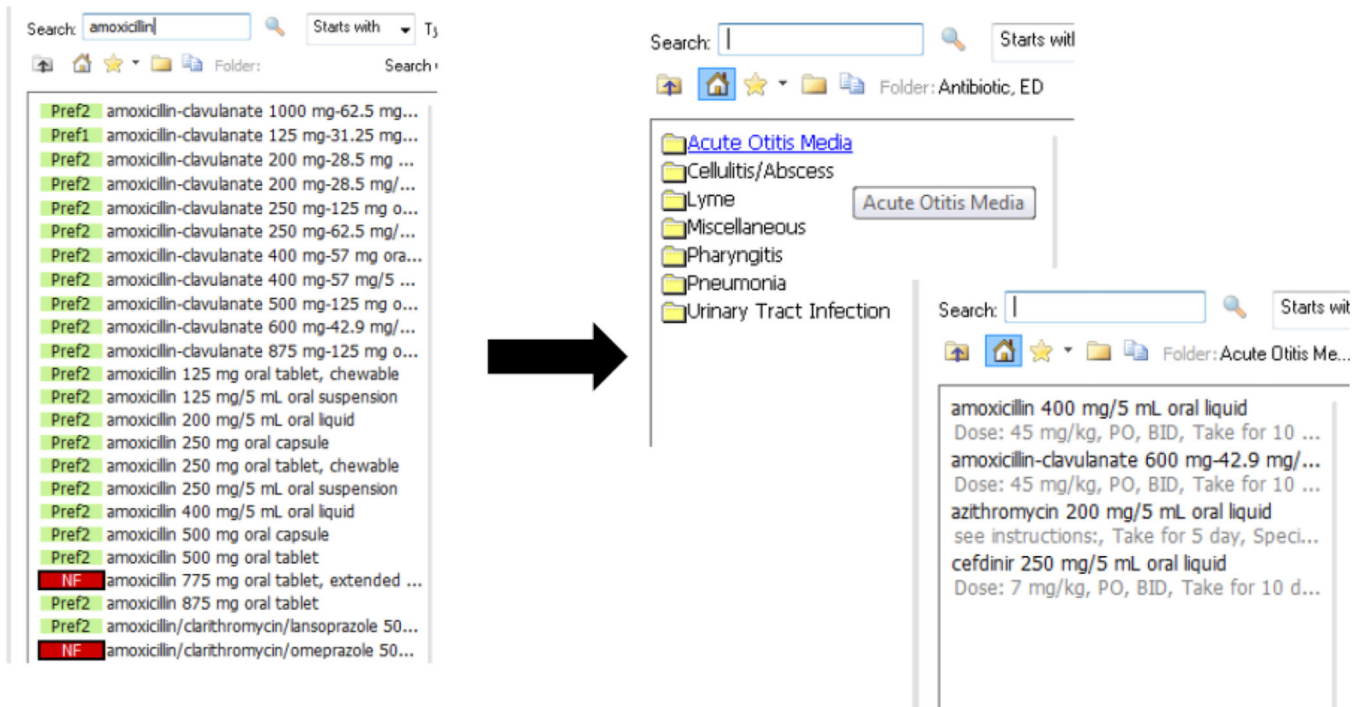 Search: amoxicillin Starts with Ty
Folder: Search
Pref2 amoxicillin-clavulanate 1000 mg-62.5 mg...
Pref1 amoxicillin-clavulanate 125 mg-31.25 mg...
Pref2 amoxicillin-clavulanate 200 mg-28.5 mg ...
Pref2 amoxicillin-clavulanate 200 mg-28.5 mg/...
Pref2 amoxicillin-clavulanate 250 mg-125 mg o...
Pref2 amoxicillin-clavulanate 250 mg-62.5 mg/...
Pref2 amoxicillin-clavulanate 400 mg-57 mg ora...
Pref2 amoxicillin-clavulanate 400 mg-57 mg/5 ...
Pref2 amoxicillin-clavulanate 500 mg-125 mg o...
Pref2 amoxicillin-clavulanate 600 mg-42.9 mg/...
Pref2 amoxicillin-clavulanate 875 mg-125 mg o...
Pref2 amoxicillin 125 mg oral tablet, chewable
Pref2 amoxicillin 125 mg/5 mL oral suspension
Pref2 amoxicillin 200 mg/5 mL oral liquid
Pref2 amoxicillin 250 mg oral capsule
Pref2 amoxicillin 250 mg oral tablet, chewable
Pref2 amoxicillin 250 mg/5 mL oral suspension
Pref2 amoxicillin 400 mg/5 mL oral liquid
Pref2 amoxicillin 500 mg oral capsule
Pref2 amoxicillin 500 mg oral tablet
NF amoxicillin 775 mg oral tablet, extended ...
Pref2 amoxicillin 875 mg oral tablet
Pref2 amoxicillin/clarithromycin/lansoprazole 50...
NF amoxicillin/clarithromycin/omeprazole 50...
Search: Starts with
Folder: Antibiotic, ED
Acute Otitis Media
Cellulitis/Abscess
Lyme
Acute Otitis Media
Miscellaneous
Pharyngitis
Pneumonia
Urinary Tract Infection
Search: Starts wit
Folder: Acute Otitis Me...
amoxicillin 400 mg/5 mL oral liquid
Dose: 45 mg/kg, PO, BID, Take for 10 ...
amoxicillin-clavulanate 600 mg-42.9 mg/...
Dose: 45 mg/kg, PO, BID, Take for 10 ...
azithromycin 200 mg/5 mL oral liquid
see instructions:, Take for 5 day, Speci...
cefdinir 250 mg/5 mL oral liquid
Dose: 7 mg/kg, PO, BID, Take for 10 d...